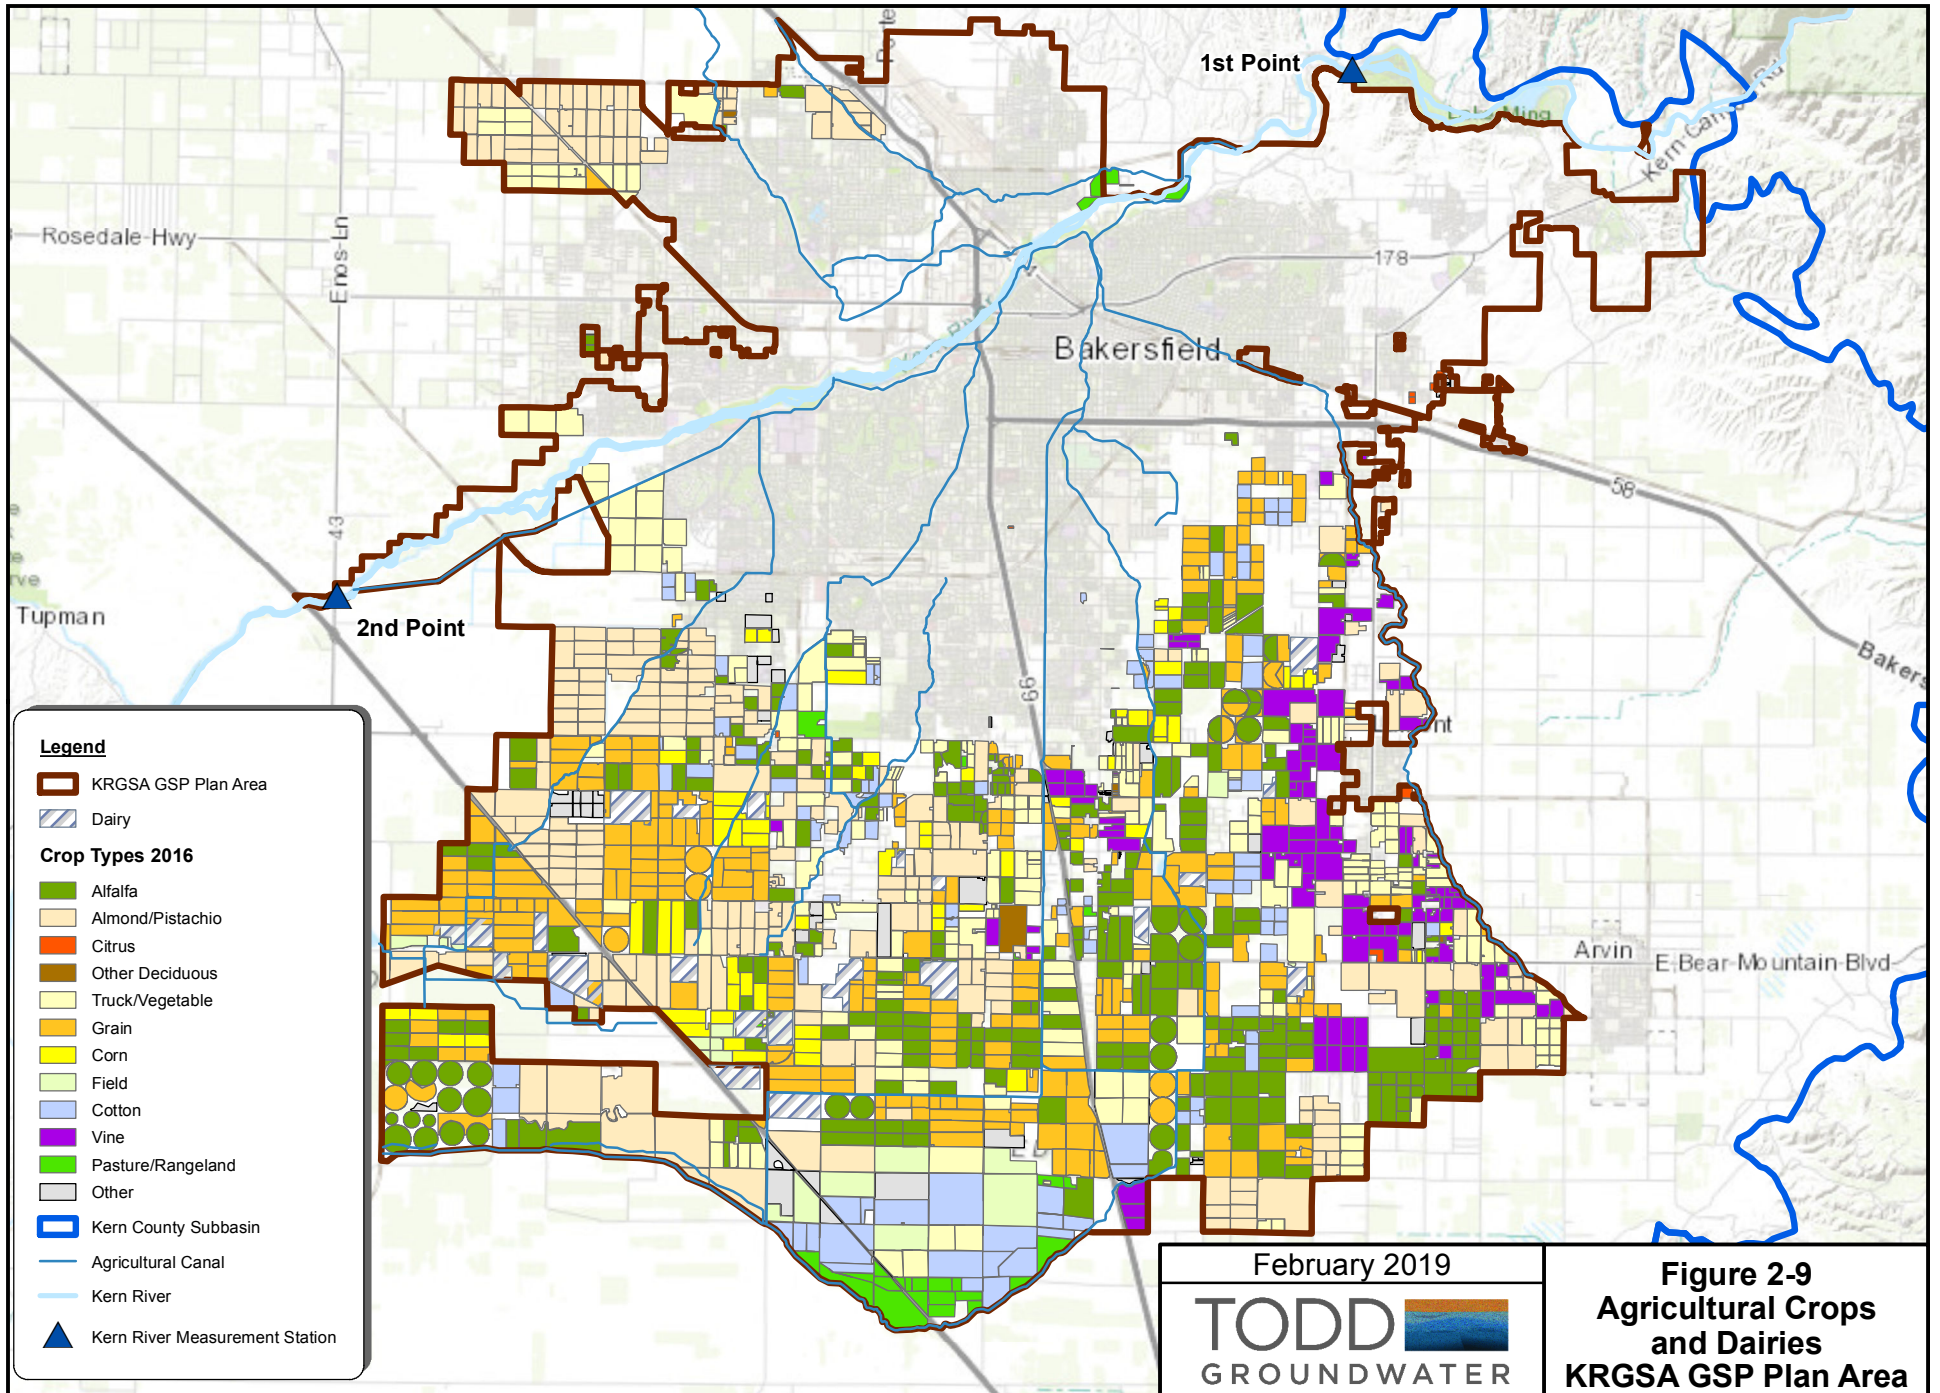 1st Point
Lake Ming
Rosedale-Hwy
Enos-Ln
178
Bakersfield
43
58
Tupman
2nd Point
99
Arvin
E-Bear-Mountain-Blvd
Legend
KRGSA GSP Plan Area
Dairy
Crop Types 2016
Alfalfa
Almond/Pistachio
Citrus
Other Deciduous
Truck/Vegetable
Grain
Corn
Field
Cotton
Vine
Pasture/Rangeland
Other
Kern County Subbasin
Agricultural Canal
Kern River
Kern River Measurement Station
February 2019
TODD
GROUNDWATER
Figure 2-9
Agricultural Crops
and Dairies
KRGSA GSP Plan Area